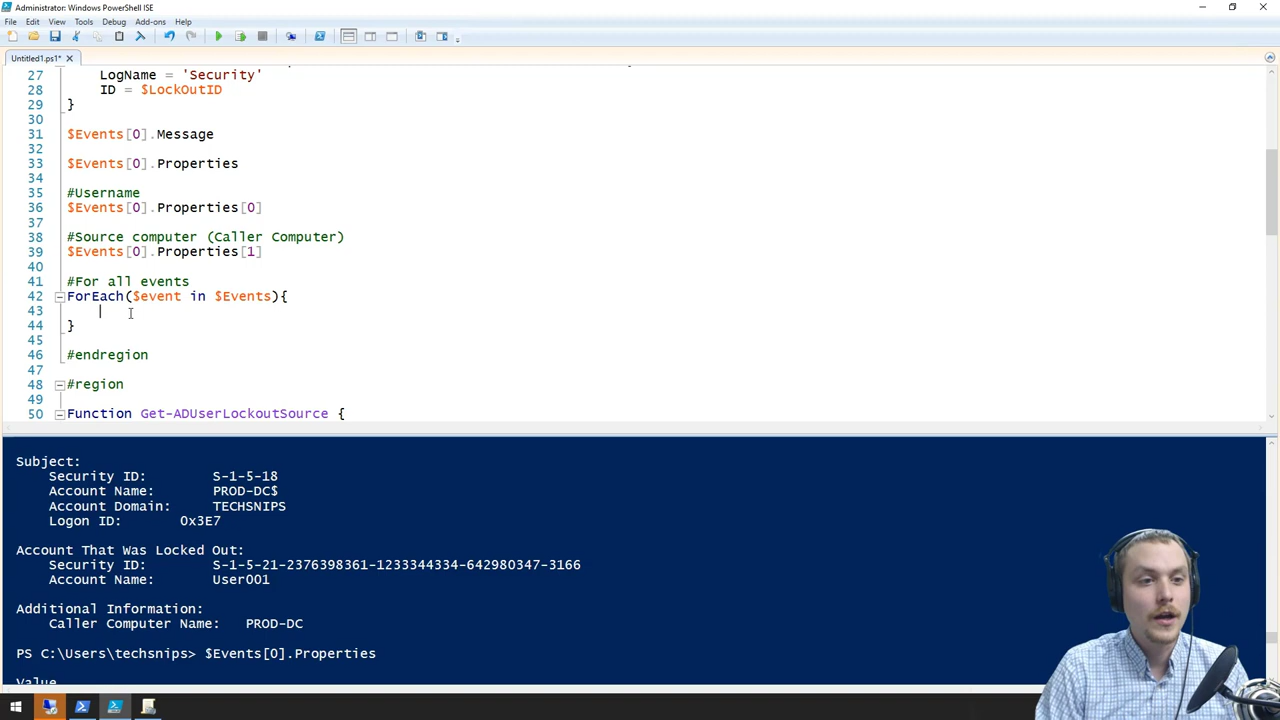 Administrator: Windows PowerShell ISE
File Edit View Tools Debug Add-ons Help
Untitled1.ps1*
27 LogName = 'Security'
28 ID = $LockOutID
29 }
30
31 $Events[0].Message
32
33 $Events[0].Properties
34
35 #Username
36 $Events[0].Properties[0]
37
38 #Source computer (Caller Computer)
39 $Events[0].Properties[1]
40
41 #For all events
42 ForEach($event in $Events){
43
44 }
45
46 #endregion
47
48 #region
49
50 Function Get-ADUserLockoutSource {
Subject:
Security ID: S-1-5-18
Account Name: PROD-DC$
Account Domain: TECHSNIPS
Logon ID: 0x3E7
Account That Was Locked Out:
Security ID: S-1-5-21-2376398361-1233344334-642980347-3166
Account Name: User001
Additional Information:
Caller Computer Name: PROD-DC
PS C:\Users\techsnips> $Events[0].Properties
Value